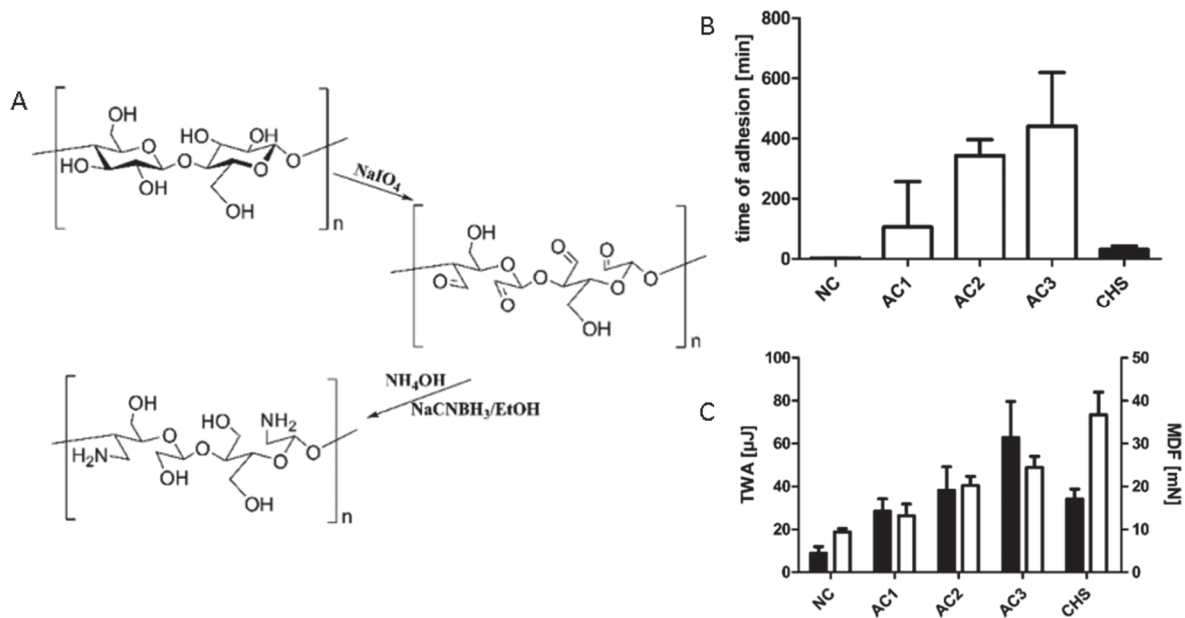 A
OH
O
HO
OH
O
HO
OH
O
O
OH
n
NaIO4
OH
O
O
O
O
O
O
O
O
OH
n
NH4OH
NaCNBH3/EtOH
OH
O
H2N
OH
O
HO
NH2
O
O
OH
n
B
time of adhesion [min]
800
600
400
200
0
NC AC1 AC2 AC3 CHS
C
TWA [µJ]
100
80
60
40
20
0
MDF [mN]
50
40
30
20
10
0
NC AC1 AC2 AC3 CHS